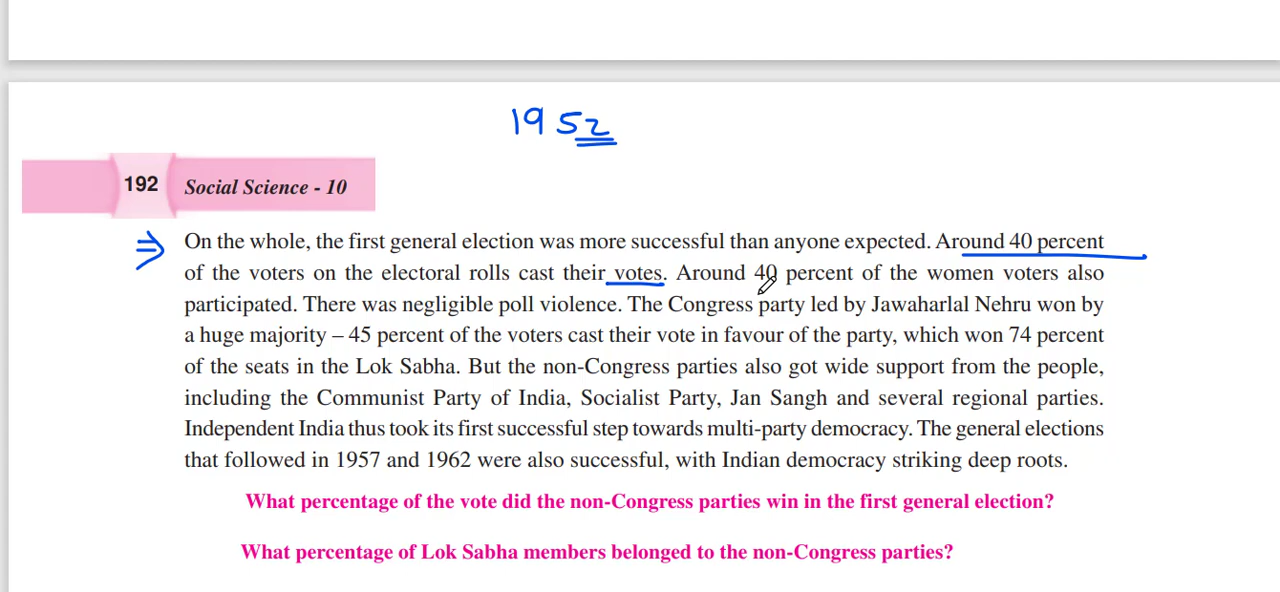 1952
192 Social Science - 10
On the whole, the first general election was more successful than anyone expected. Around 40 percent
of the voters on the electoral rolls cast their votes. Around 40 percent of the women voters also
participated. There was negligible poll violence. The Congress party led by Jawaharlal Nehru won by
a huge majority – 45 percent of the voters cast their vote in favour of the party, which won 74 percent
of the seats in the Lok Sabha. But the non-Congress parties also got wide support from the people,
including the Communist Party of India, Socialist Party, Jan Sangh and several regional parties.
Independent India thus took its first successful step towards multi-party democracy. The general elections
that followed in 1957 and 1962 were also successful, with Indian democracy striking deep roots.
What percentage of the vote did the non-Congress parties win in the first general election?
What percentage of Lok Sabha members belonged to the non-Congress parties?